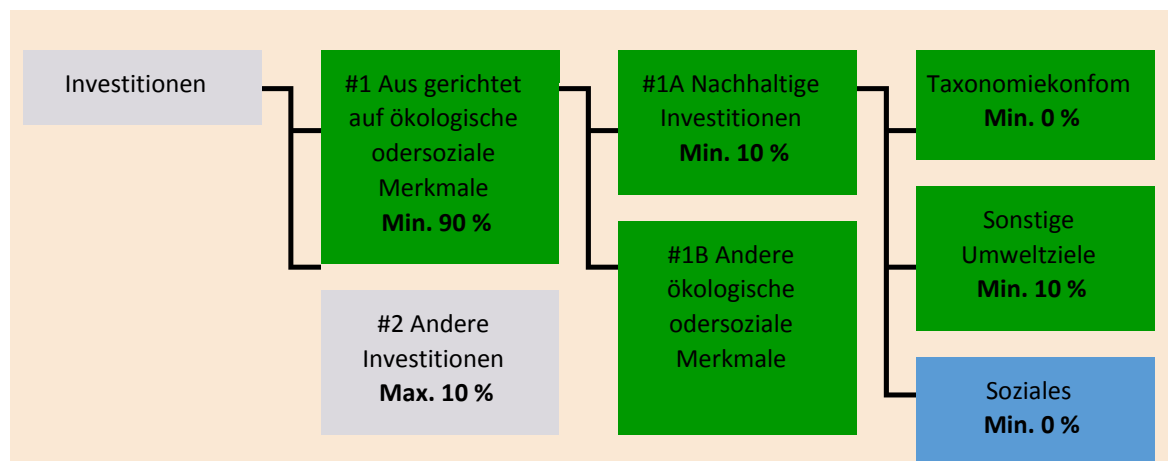 Investitionen
#1 Aus gerichtet
auf ökologische
odersoziale
Merkmale
Min. 90 %
#2 Andere
Investitionen
Max. 10 %
#1A Nachhaltige
Investitionen
Min. 10 %
#1B Andere
ökologische
odersoziale
Merkmale
Taxonomiekonfom
Min. 0 %
Sonstige
Umweltziele
Min. 10 %
Soziales
Min. 0 %